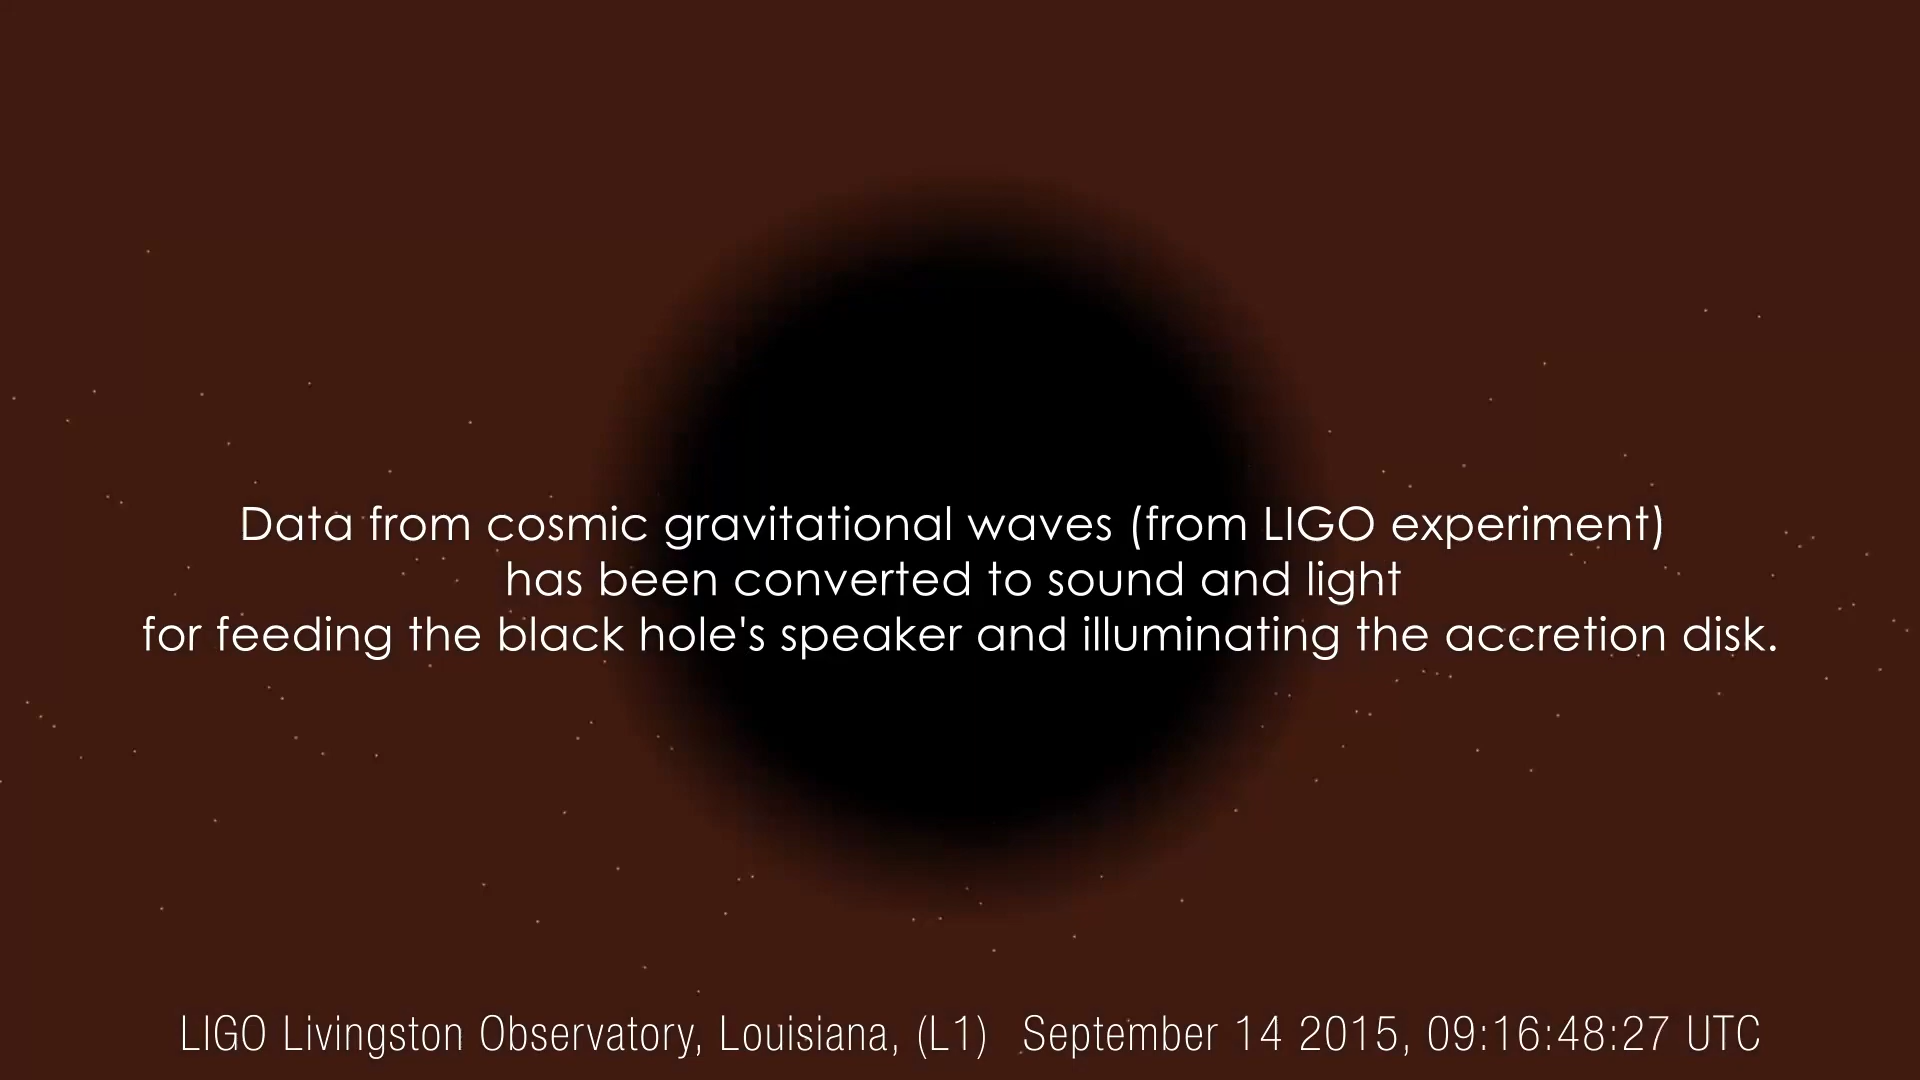 Data from cosmic gravitational waves (from LIGO experiment)
has been converted to sound and light
for feeding the black hole's speaker and illuminating the accretion disk.
LIGO Livingston Observatory, Louisiana, (L1) September 14 2015, 09:16:48:27 UTC